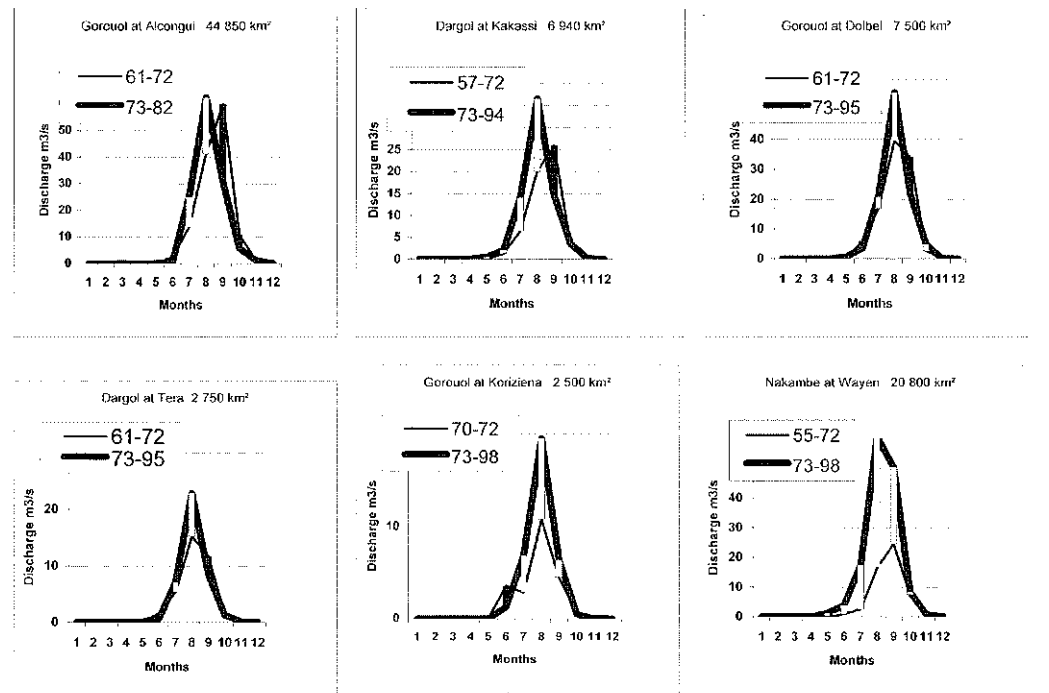 Gorouol at Alcongui 44 850 km²
61-72
73-82
Discharge m3/s
50
40
30
20
10
0
1 2 3 4 5 6 7 8 9 10 11 12
Months
Dargol at Kakassi 6 940 km²
57-72
73-94
Discharge m3/s
25
20
15
10
5
0
1 2 3 4 5 6 7 8 9 10 11 12
Months
Gorouol at Dolbel 7 500 km²
61-72
73-95
Discharge m3/s
40
30
20
10
0
1 2 3 4 5 6 7 8 9 10 11 12
Months
Dargol at Tera 2 750 km²
61-72
73-95
Discharge m3/s
20
10
0
1 2 3 4 5 6 7 8 9 10 11 12
Months
Gorouol at Koriziena 2 500 km²
70-72
73-98
Discharge m3/s
10
0
1 2 3 4 5 6 7 8 9 10 11 12
Months
Nakambe at Wayen 20 800 km²
55-72
73-98
Discharge m3/s
40
30
20
10
0
1 2 3 4 5 6 7 8 9 10 11 12
Months